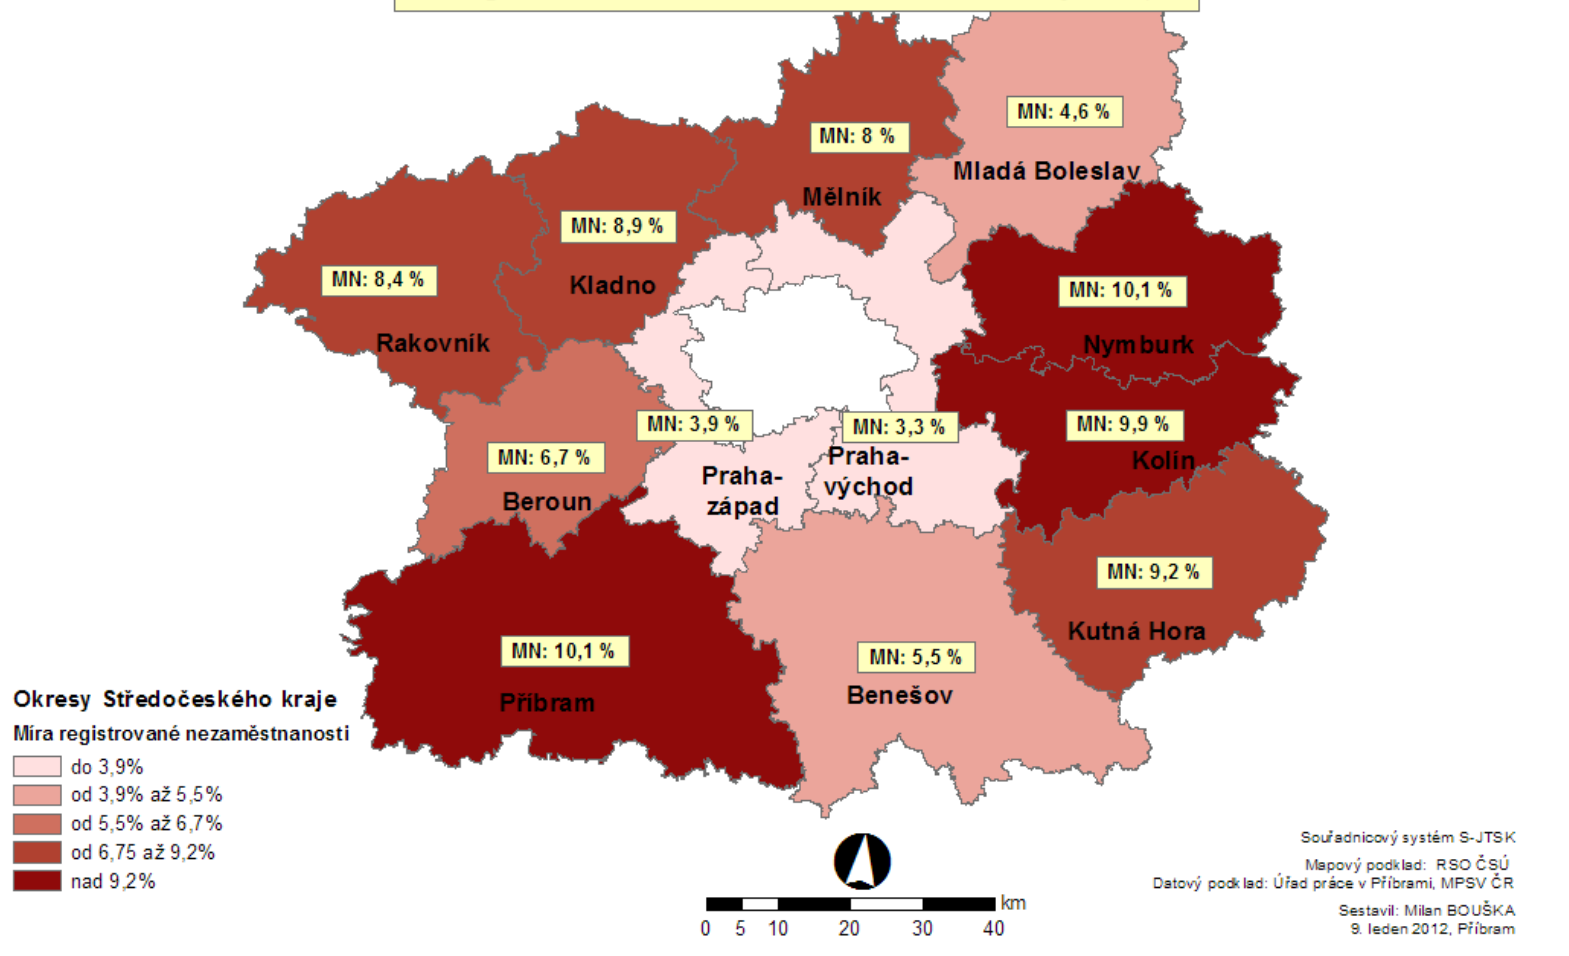 MN: 4,6 %
Mladá Boleslav
MN: 8 %
Mělník
MN: 8,9 %
Kladno
MN: 8,4 %
Rakovník
MN: 10,1 %
Nymburk
MN: 9,9 %
Kolín
MN: 3,9 %
Praha-
západ
MN: 3,3 %
Praha-
východ
MN: 6,7 %
Beroun
MN: 9,2 %
Kutná Hora
MN: 10,1 %
Příbram
MN: 5,5 %
Benešov
Okresy Středočeského kraje
Míra registrované nezaměstnanosti
do 3,9%
od 3,9% až 5,5%
od 5,5% až 6,7%
od 6,75 až 9,2%
nad 9,2%
km
0 5 10 20 30 40
Souřadnicový systém S-JTSK
Mapový podklad: RSO ČSÚ
Datový podklad: Úřad práce v Příbrami, MPSV ČR
Sestavil: Milan BOUŠKA
9. leden 2012, Příbram